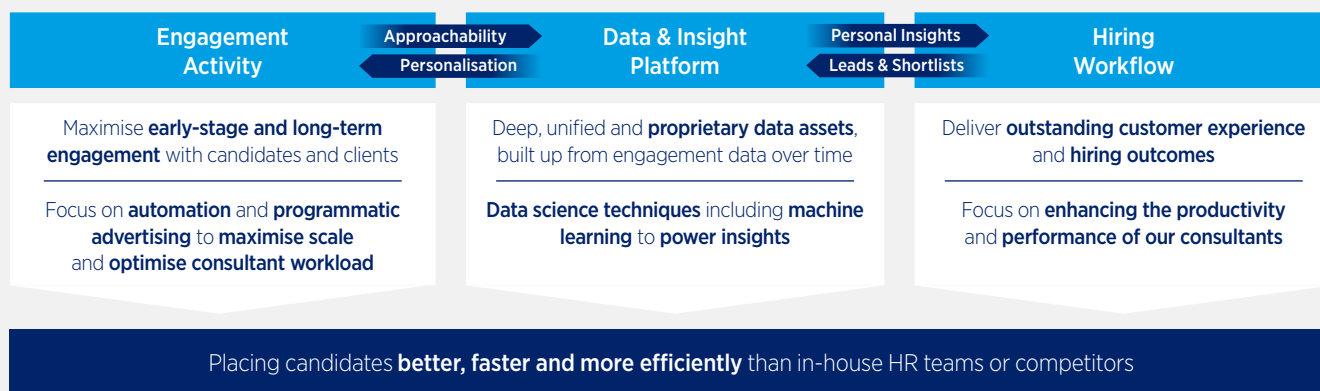 Engagement
Activity
Approachability
Personalisation
Data & Insight
Platform
Personal Insights
Leads & Shortlists
Hiring
Workflow
Maximise early-stage and long-term
engagement with candidates and clients
Focus on automation and programmatic
advertising to maximise scale
and optimise consultant workload
Deep, unified and proprietary data assets,
built up from engagement data over time
Data science techniques including machine
learning to power insights
Deliver outstanding customer experience
and hiring outcomes
Focus on enhancing the productivity
and performance of our consultants
Placing candidates better, faster and more efficiently than in-house HR teams or competitors